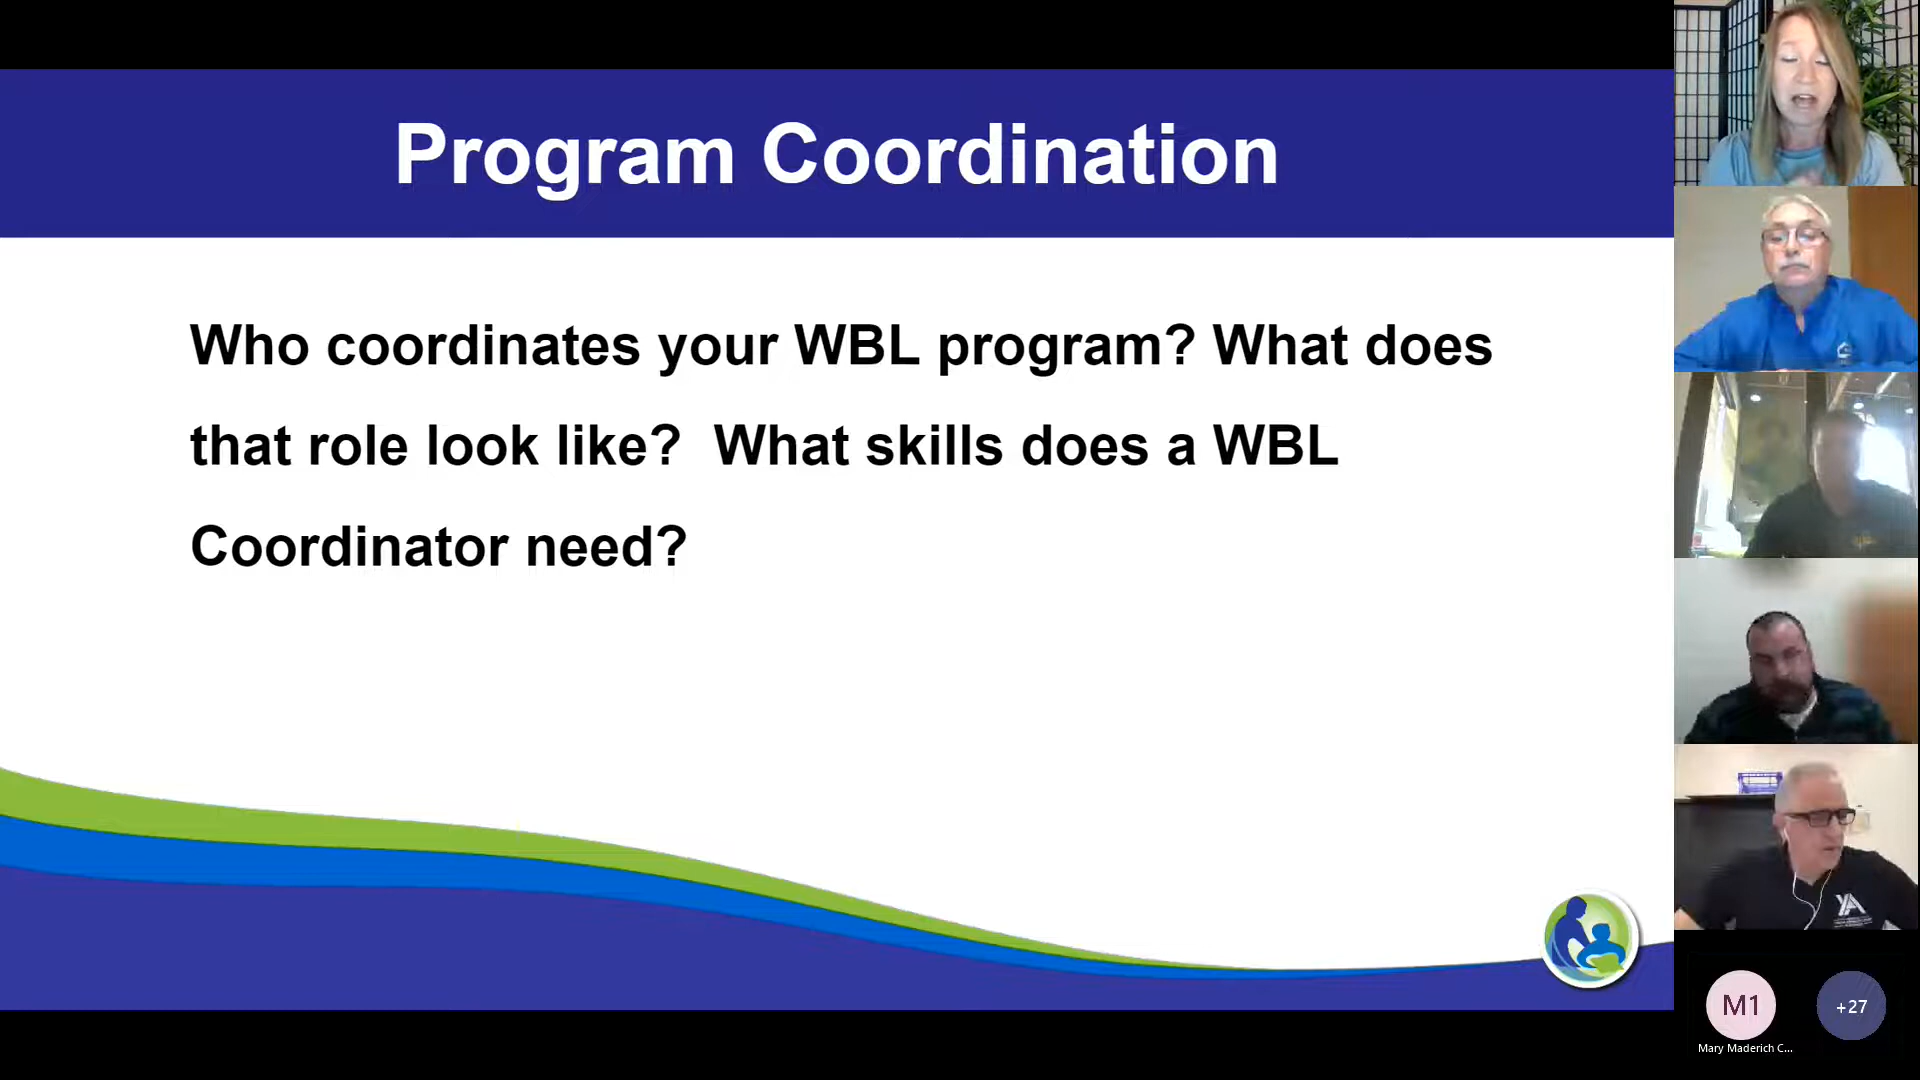 Program Coordination
Who coordinates your WBL program? What does
that role look like?  What skills does a WBL
Coordinator need?
YA
M1
+27
Mary Maderich C...